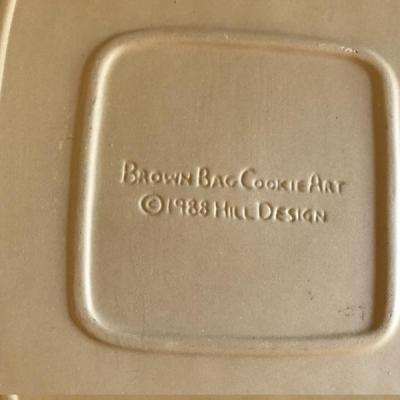 BROWN BAG COOKIE ART
©1988 HILL DESIGN